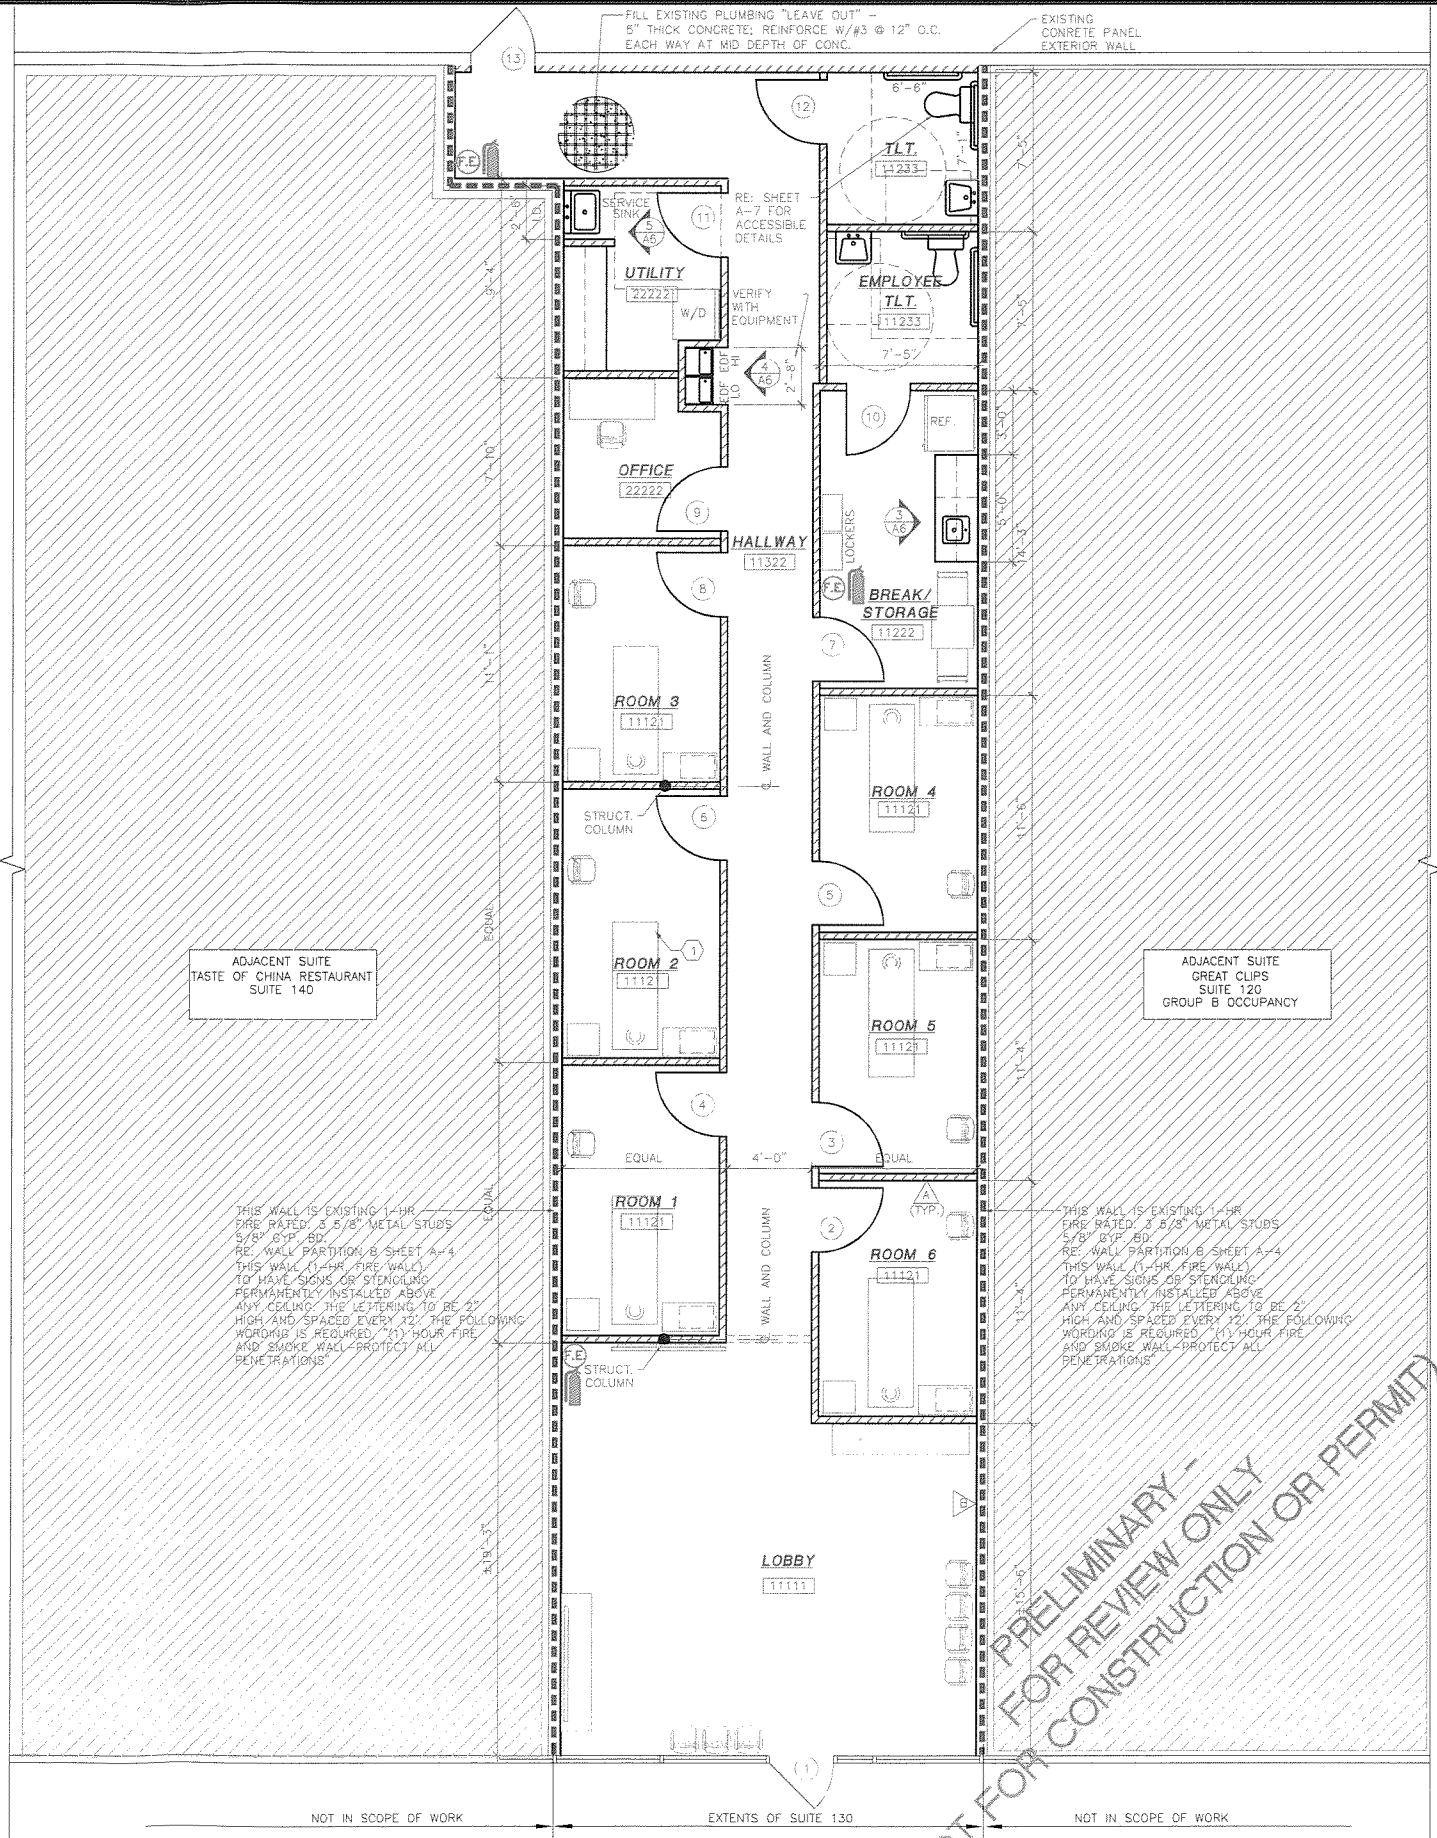 FILL EXISTING PLUMBING "LEAVE OUT" -
5" THICK CONCRETE; REINFORCE W/#3 @ 12" O.C.
EACH WAY AT MID DEPTH OF CONC.
EXISTING
CONRETE PANEL
EXTERIOR WALL
13
12
6'-6"
7'-1"
7'-5"
TLT.
11233
F.E
2'-6"
I.D.
SERVICE
SINK
5
A6
11
RE: SHEET
A-7 FOR
ACCESSIBLE
DETAILS
9'-4"
UTILITY
22222
W/D
VERIFY
WITH
EQUIPMENT
EMPLOYEE
TLT.
11233
7'-5"
7'-5"
EDF
HI
EDF
LO
4
A6
2'-8"
10
REF.
3'-0"
7'-10"
OFFICE
22222
9
HALLWAY
11322
LOCKERS
3
A6
5'-0"
14'-3"
8
F.E
BREAK/
STORAGE
11222
7
11'-1"
ROOM 3
11121
WALL AND COLUMN
ROOM 4
11121
11'-6"
STRUCT.
COLUMN
6
5
EQUAL
1
ROOM 2
11121
ADJACENT SUITE
TASTE OF CHINA RESTAURANT
SUITE 140
ADJACENT SUITE
GREAT CLIPS
SUITE 120
GROUP B OCCUPANCY
ROOM 5
11121
11'-4"
4
3
EQUAL
4'-0"
EQUAL
EQUAL
ROOM 1
11121
A
(TYP.)
2
WALL AND COLUMN
ROOM 6
11121
11'-4"
THIS WALL IS EXISTING 1-HR
FIRE RATED: 3 5/8" METAL STUDS
5/8" GYP. BD.
RE: WALL PARTITION B SHEET A-4
THIS WALL (1-HR. FIRE WALL)
TO HAVE SIGNS OR STENCILING
PERMANENTLY INSTALLED ABOVE
ANY CEILING. THE LETTERING TO BE 2"
HIGH AND SPACED EVERY 12'. THE FOLLOWING
WORDING IS REQUIRED "(1) HOUR FIRE
AND SMOKE WALL-PROTECT ALL
PENETRATIONS"
THIS WALL IS EXISTING 1-HR
FIRE RATED: 3 5/8" METAL STUDS
5/8" GYP. BD.
RE: WALL PARTITION B SHEET A-4
THIS WALL (1-HR. FIRE WALL)
TO HAVE SIGNS OR STENCILING
PERMANENTLY INSTALLED ABOVE
ANY CEILING. THE LETTERING TO BE 2"
HIGH AND SPACED EVERY 12'. THE FOLLOWING
WORDING IS REQUIRED "(1) HOUR FIRE
AND SMOKE WALL-PROTECT ALL
PENETRATIONS"
F.E
STRUCT.
COLUMN
B
±19'-3"
LOBBY
11111
±15'-6"
PRELIMINARY -
FOR REVIEW ONLY
FOR CONSTRUCTION OR PERMIT)
1
NOT IN SCOPE OF WORK
EXTENTS OF SUITE 130
NOT IN SCOPE OF WORK